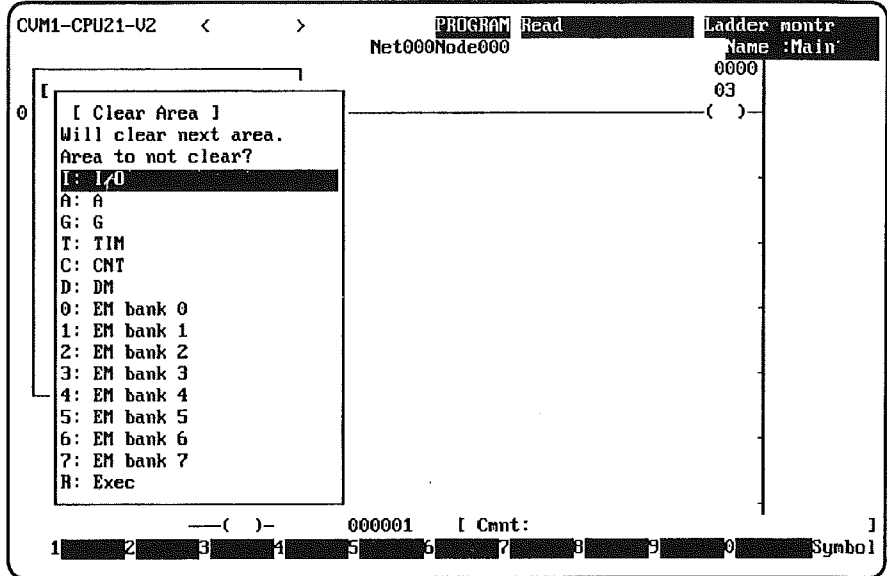 CVM1-CPU21-V2 < > PROGRAM Read Ladder montr
Net000Node000 Name :Main
0000
[ 03
0 [ Clear Area ] ( )
Will clear next area.
Area to not clear?
I: I/O
A: A
G: G
T: TIM
C: CNT
D: DM
0: EM bank 0
1: EM bank 1
2: EM bank 2
3: EM bank 3
4: EM bank 4
5: EM bank 5
6: EM bank 6
7: EM bank 7
R: Exec
( ) 000001 [ Cmnt: ]
1 2 3 4 5 6 7 8 9 0 Symbol